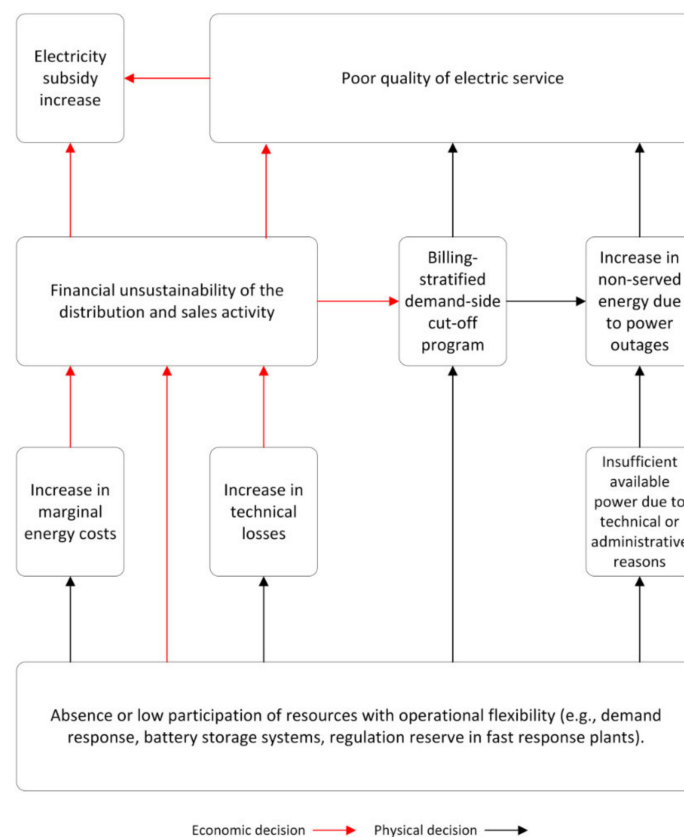 Electricity
subsidy
increase
Poor quality of electric service
Financial unsustainability of the
distribution and sales activity
Billing-
stratified
demand-side
cut-off
program
Increase in
non-served
energy due
to power
outages
Increase in
marginal
energy costs
Increase in
technical
losses
Insufficient
available
power due to
technical or
administrative
reasons
Absence or low participation of resources with operational flexibility (e.g., demand
response, battery storage systems, regulation reserve in fast response plants).
Economic decision
Physical decision